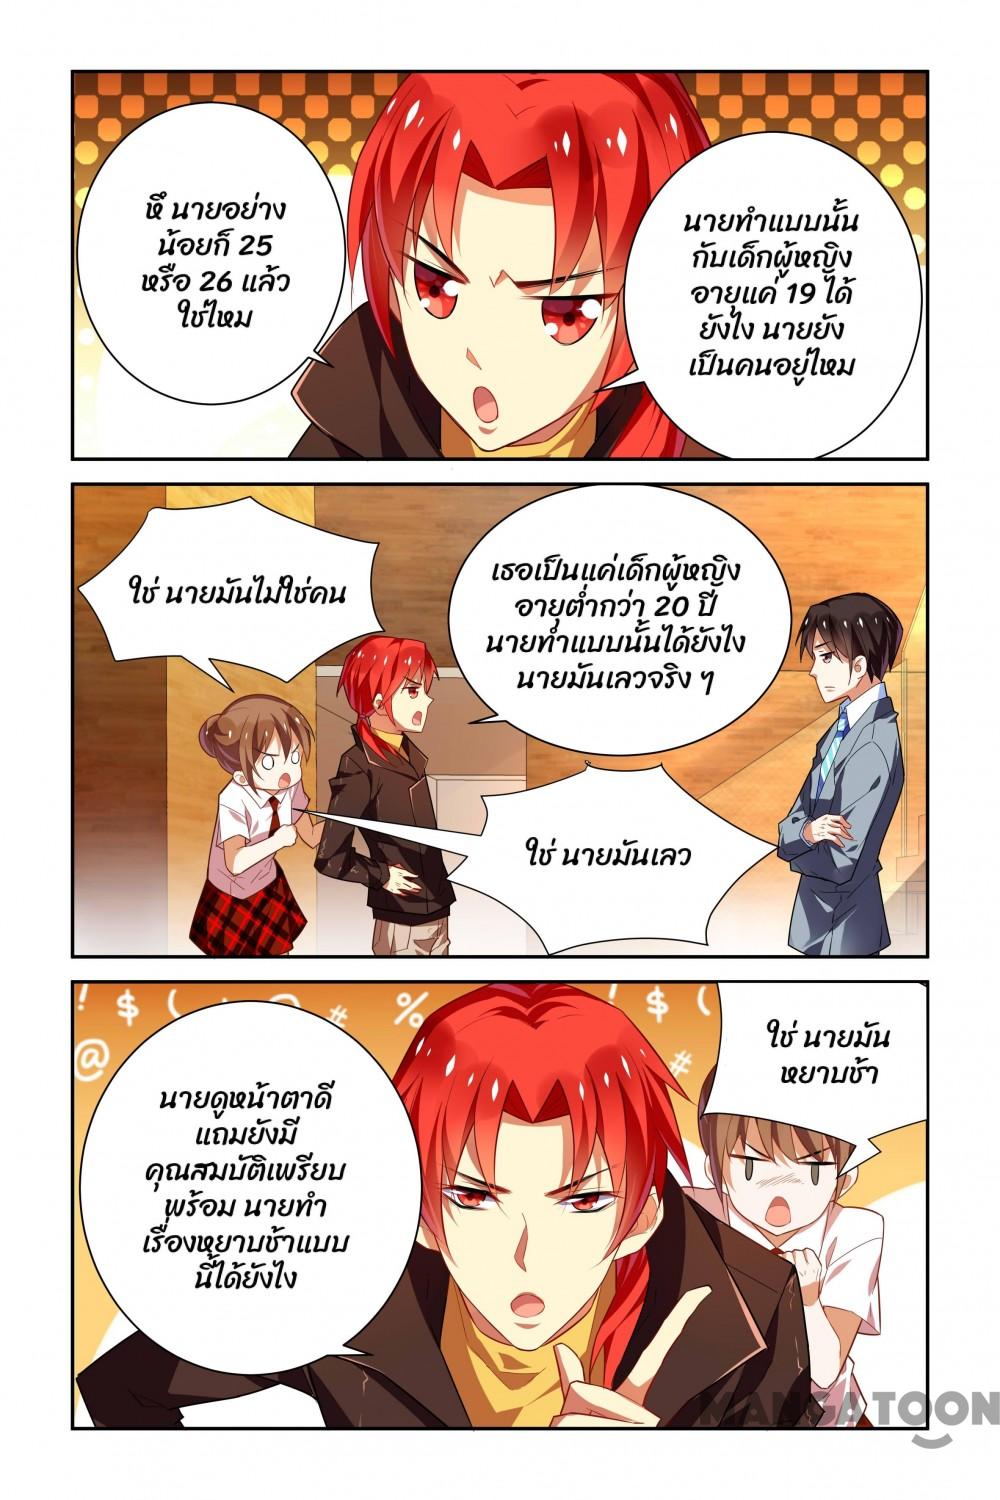 หึ นายอย่าง
น้อยก็ 25
หรือ 26 แล้ว
ใช่ไหม
นายทำแบบนั้น
กับเด็กผู้หญิง
อายุแค่ 19 ได้
ยังไง นายยัง
เป็นคนอยู่ไหม
ใช่ นายมันไม่ใช่คน
เธอเป็นแค่เด็กผู้หญิง
อายุต่ำกว่า 20 ปี
นายทำแบบนั้นได้ยังไง
นายมันเลวจริง ๆ
ใช่ นายมันเลว
นายดูหน้าตาดี
แถมยังมี
คุณสมบัติเพรียบ
พร้อม นายทำ
เรื่องหยาบช้าแบบ
นี้ได้ยังไง
ใช่ นายมัน
หยาบช้า
MANGATOON